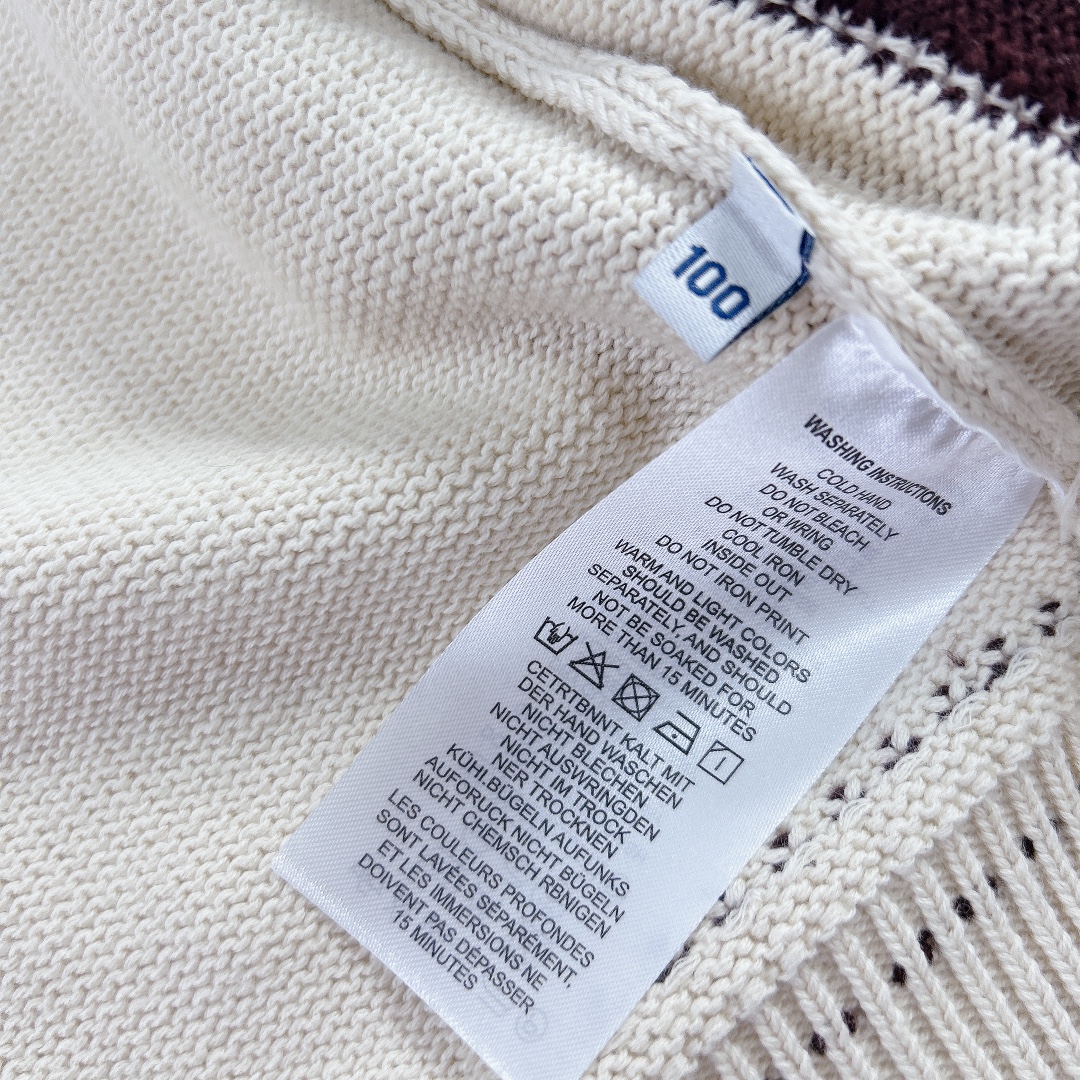 100
WASHING INSTRUCTIONS
COLD HAND
WASH SEPARATELY
DO NOT BLEACH
OR WRING
DO NOT TUMBLE DRY
COOL IRON
INSIDE OUT
DO NOT IRON PRINT
WARM AND LIGHT COLORS
SHOULD BE WASHED
SEPARATELY, AND SHOULD
NOT BE SOAKED FOR
MORE THAN 15 MINUTES
CETRTBNNT KALT MIT
DER HAND WASCHEN
NICHT BLECHEN
NICHT AUSWRINGDEN
NICHT IM TROCK
NER TROCKNEN
KÜHI.BÜGELN AUFUNKS
AUFORUCK NICHT BÜGELN
NICHT CHEMSCH RBNIGEN
LES COULEURS PROFONDES
SONT LAVÉES SÉPARÉMENT,
ET LES IMMERSIONS NE
DOIVENT PAS DÉPASSER
15 MINUTES